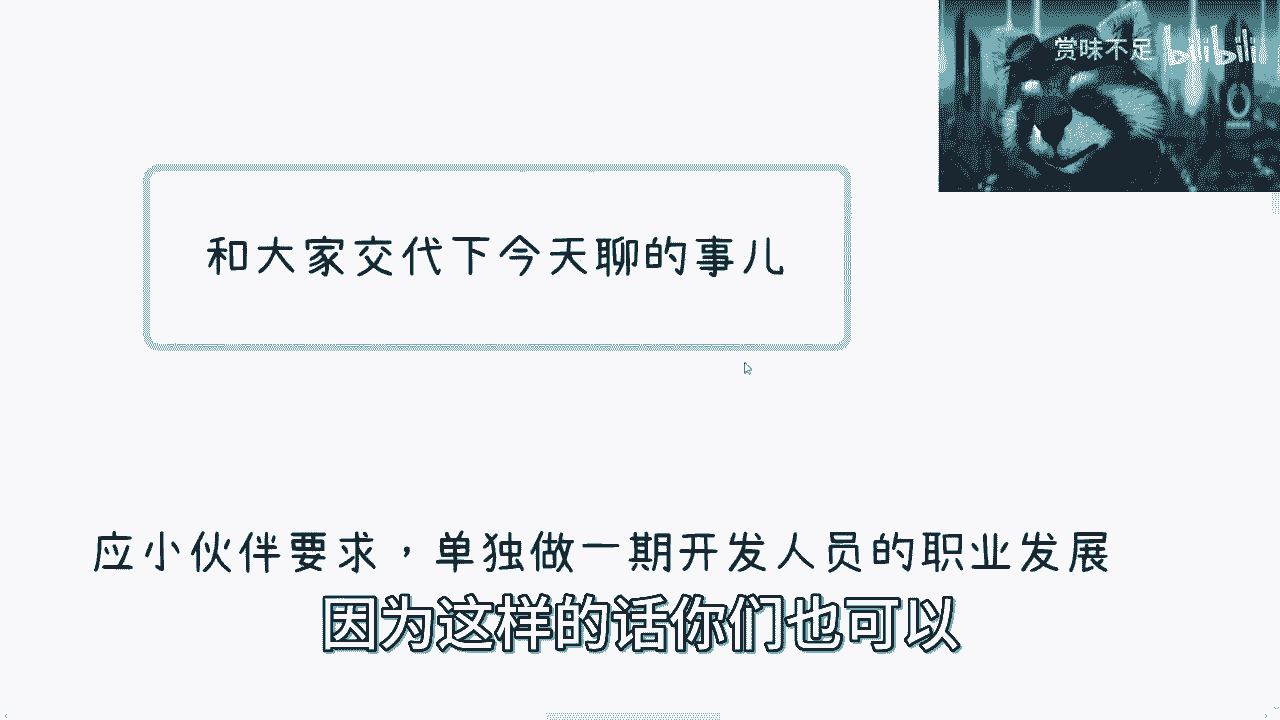 赏味不足 bilibili
和大家交代下今天聊的事儿
应小伙伴要求，单独做一期开发人员的职业发展
因为这样的话你们也可以